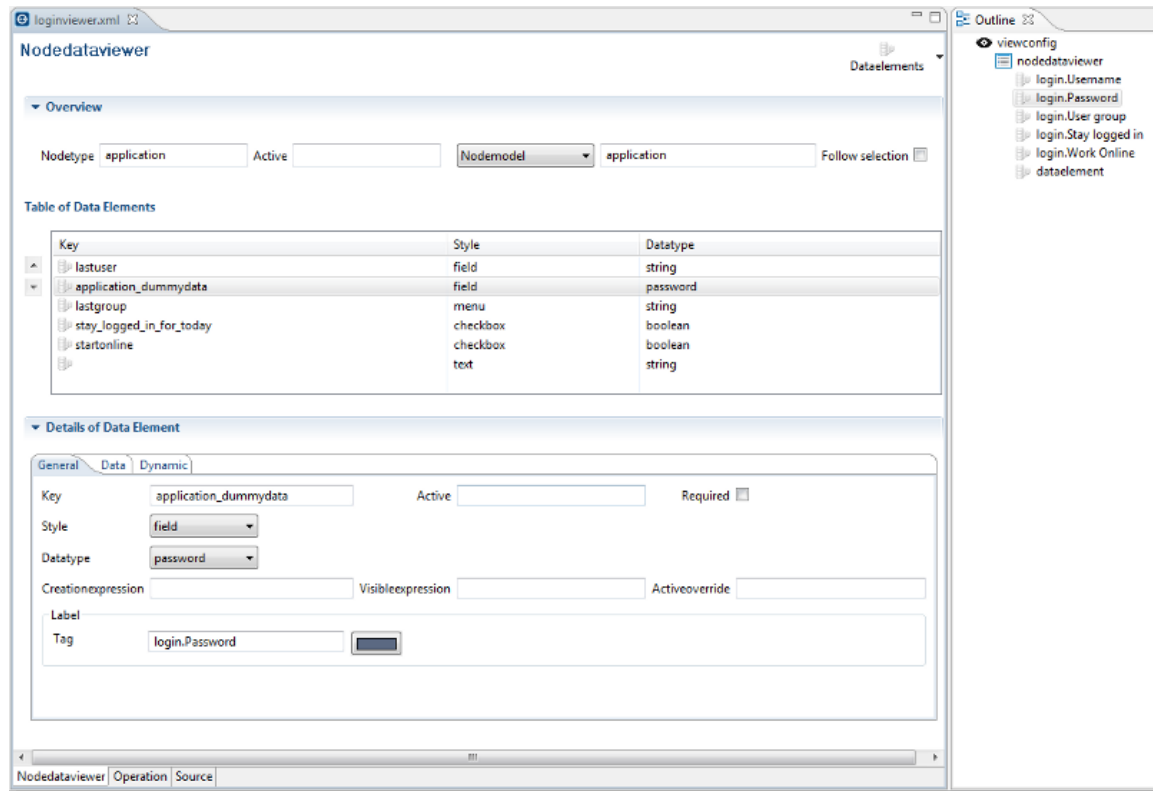 loginviewer.xml
Nodedataviewer
Dataelements
Overview
Nodetype application Active Nodemodel application Follow selection
Table of Data Elements
Key Style Datatype
lastuser field string
application_dummydata field password
lastgroup menu string
stay_logged_in_for_today checkbox boolean
startonline checkbox boolean
text string
Details of Data Element
General Data Dynamic
Key application_dummydata Active Required
Style field
Datatype password
Creationexpression Visibleexpression Activeoverride
Label
Tag login.Password
Nodedataviewer Operation Source
Outline
viewconfig
nodedataviewer
login.Username
login.Password
login.User group
login.Stay logged in
login.Work Online
dataelement